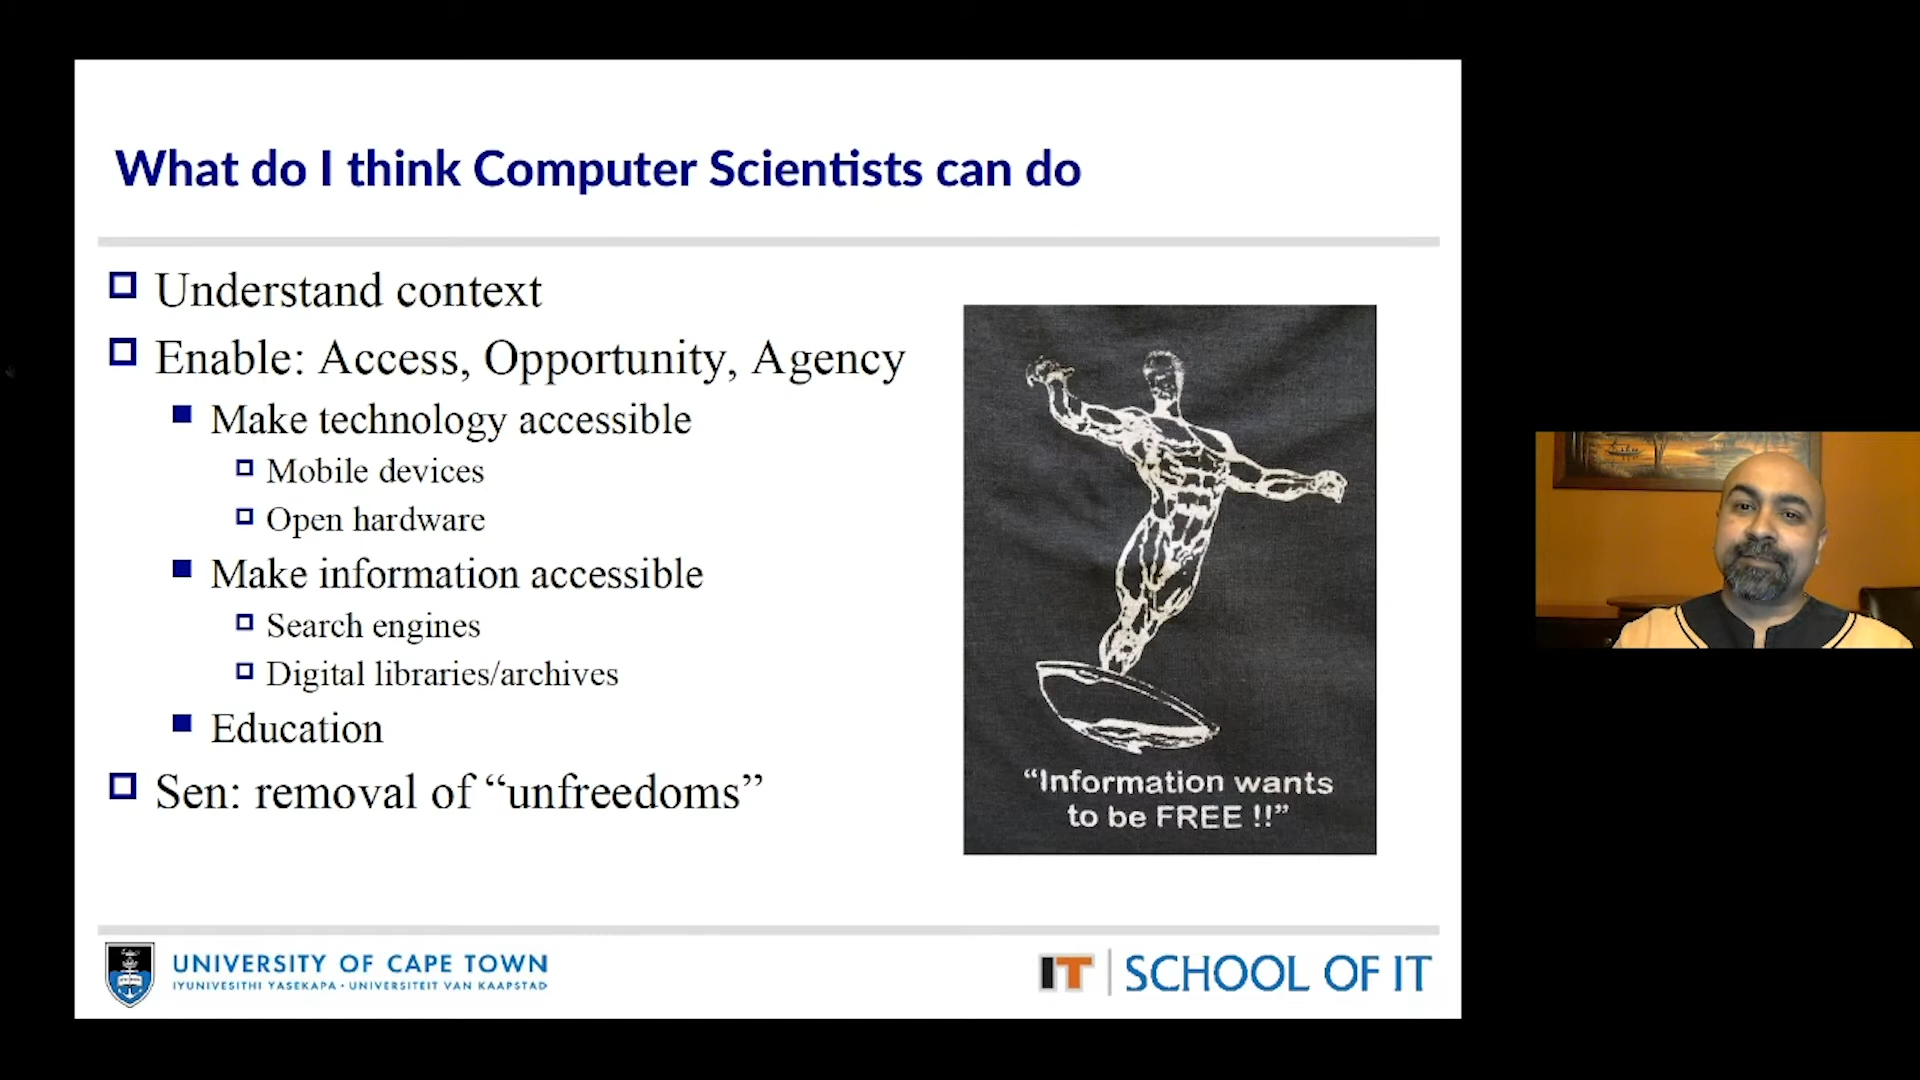 What do I think Computer Scientists can do
Understand context
Enable: Access, Opportunity, Agency
Make technology accessible
Mobile devices
Open hardware
Make information accessible
Search engines
Digital libraries/archives
Education
Sen: removal of “unfreedoms”
“Information wants
to be FREE !!”
UNIVERSITY OF CAPE TOWN
IYUNIVESITHI YASEKAPA • UNIVERSITEIT VAN KAAPSTAD
IT | SCHOOL OF IT